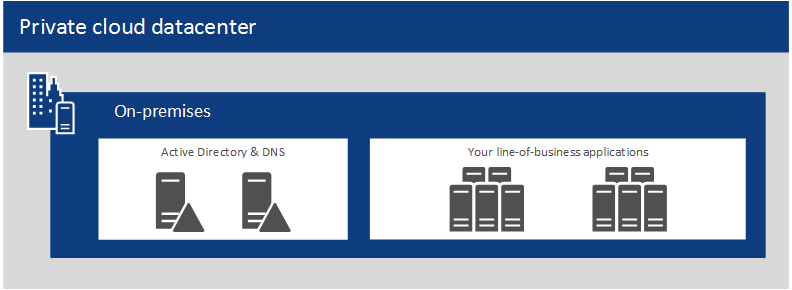 Private cloud datacenter
On-premises
Active Directory & DNS
Your line-of-business applications